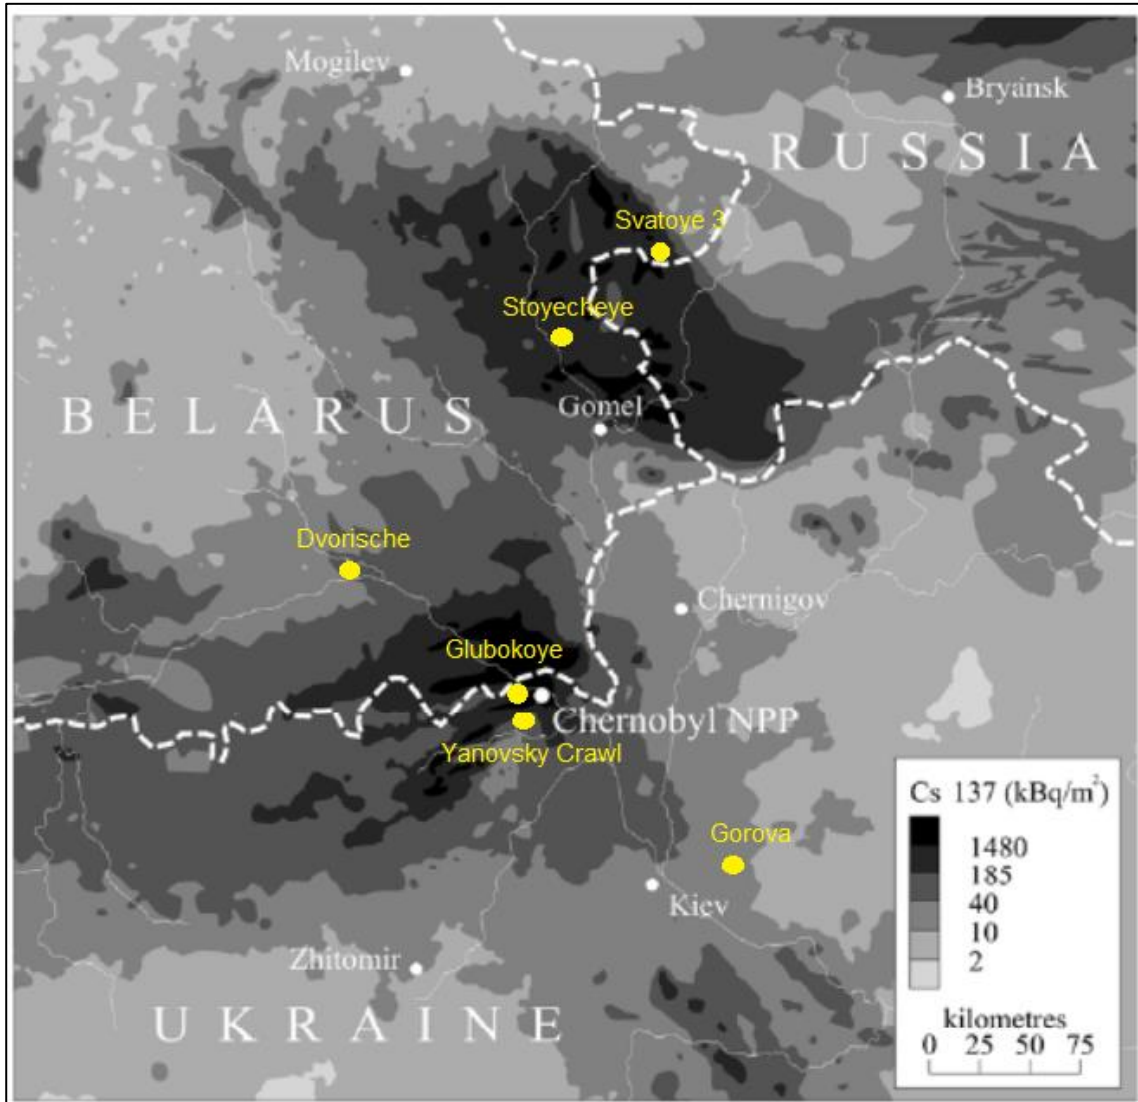 Mogilev
Bryansk
RUSSIA
Svatoye 3
Stoyecheye
BELARUS
Gomel
Dvorische
Chernigov
Glubokoye
Chernobyl NPP
Yanovsky Crawl
Gorova
Kiev
Zhitomir
UKRAINE
Cs 137 (kBq/m²)
1480
185
40
10
2
kilometres
0 25 50 75